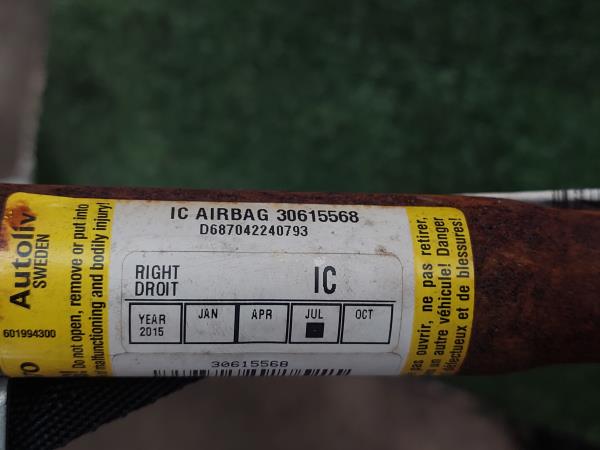 Autoliv
SWEDEN
601994300
Do not open, remove or put into
malfunctioning and bodily injury!
IC AIRBAG 30615568
D687042240793
RIGHT
DROIT
IC
YEAR
2015
JAN
APR
JUL
OCT
30615568
pas ouvrir, ne pas retirer,
un autre véhicule! Danger
défectueux et de blessures!